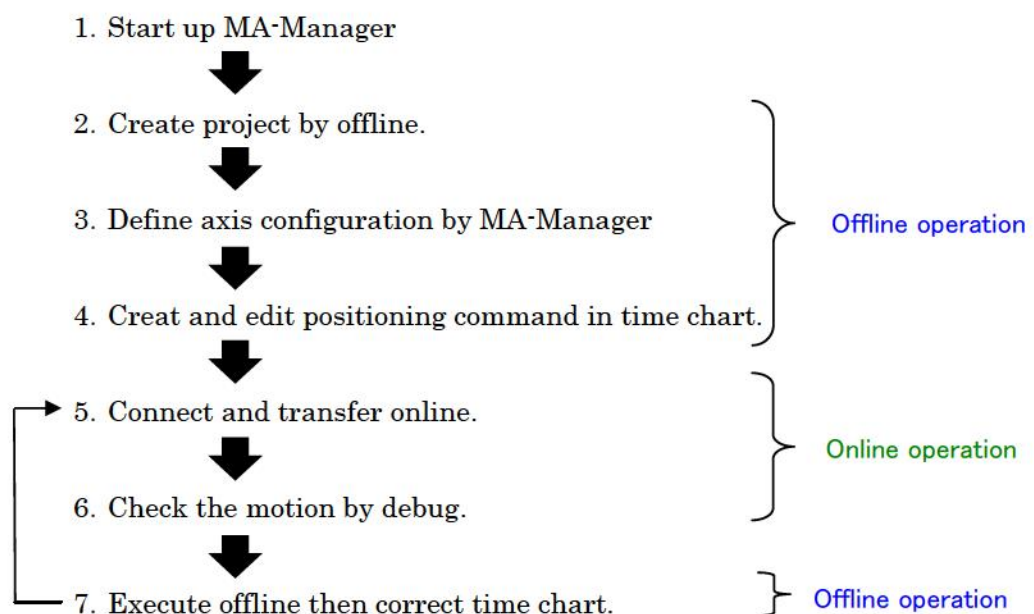 1. Start up MA-Manager
2. Create project by offline.
3. Define axis configuration by MA-Manager
Offline operation
4. Creat and edit positioning command in time chart.
5. Connect and transfer online.
Online operation
6. Check the motion by debug.
7. Execute offline then correct time chart.
Offline operation